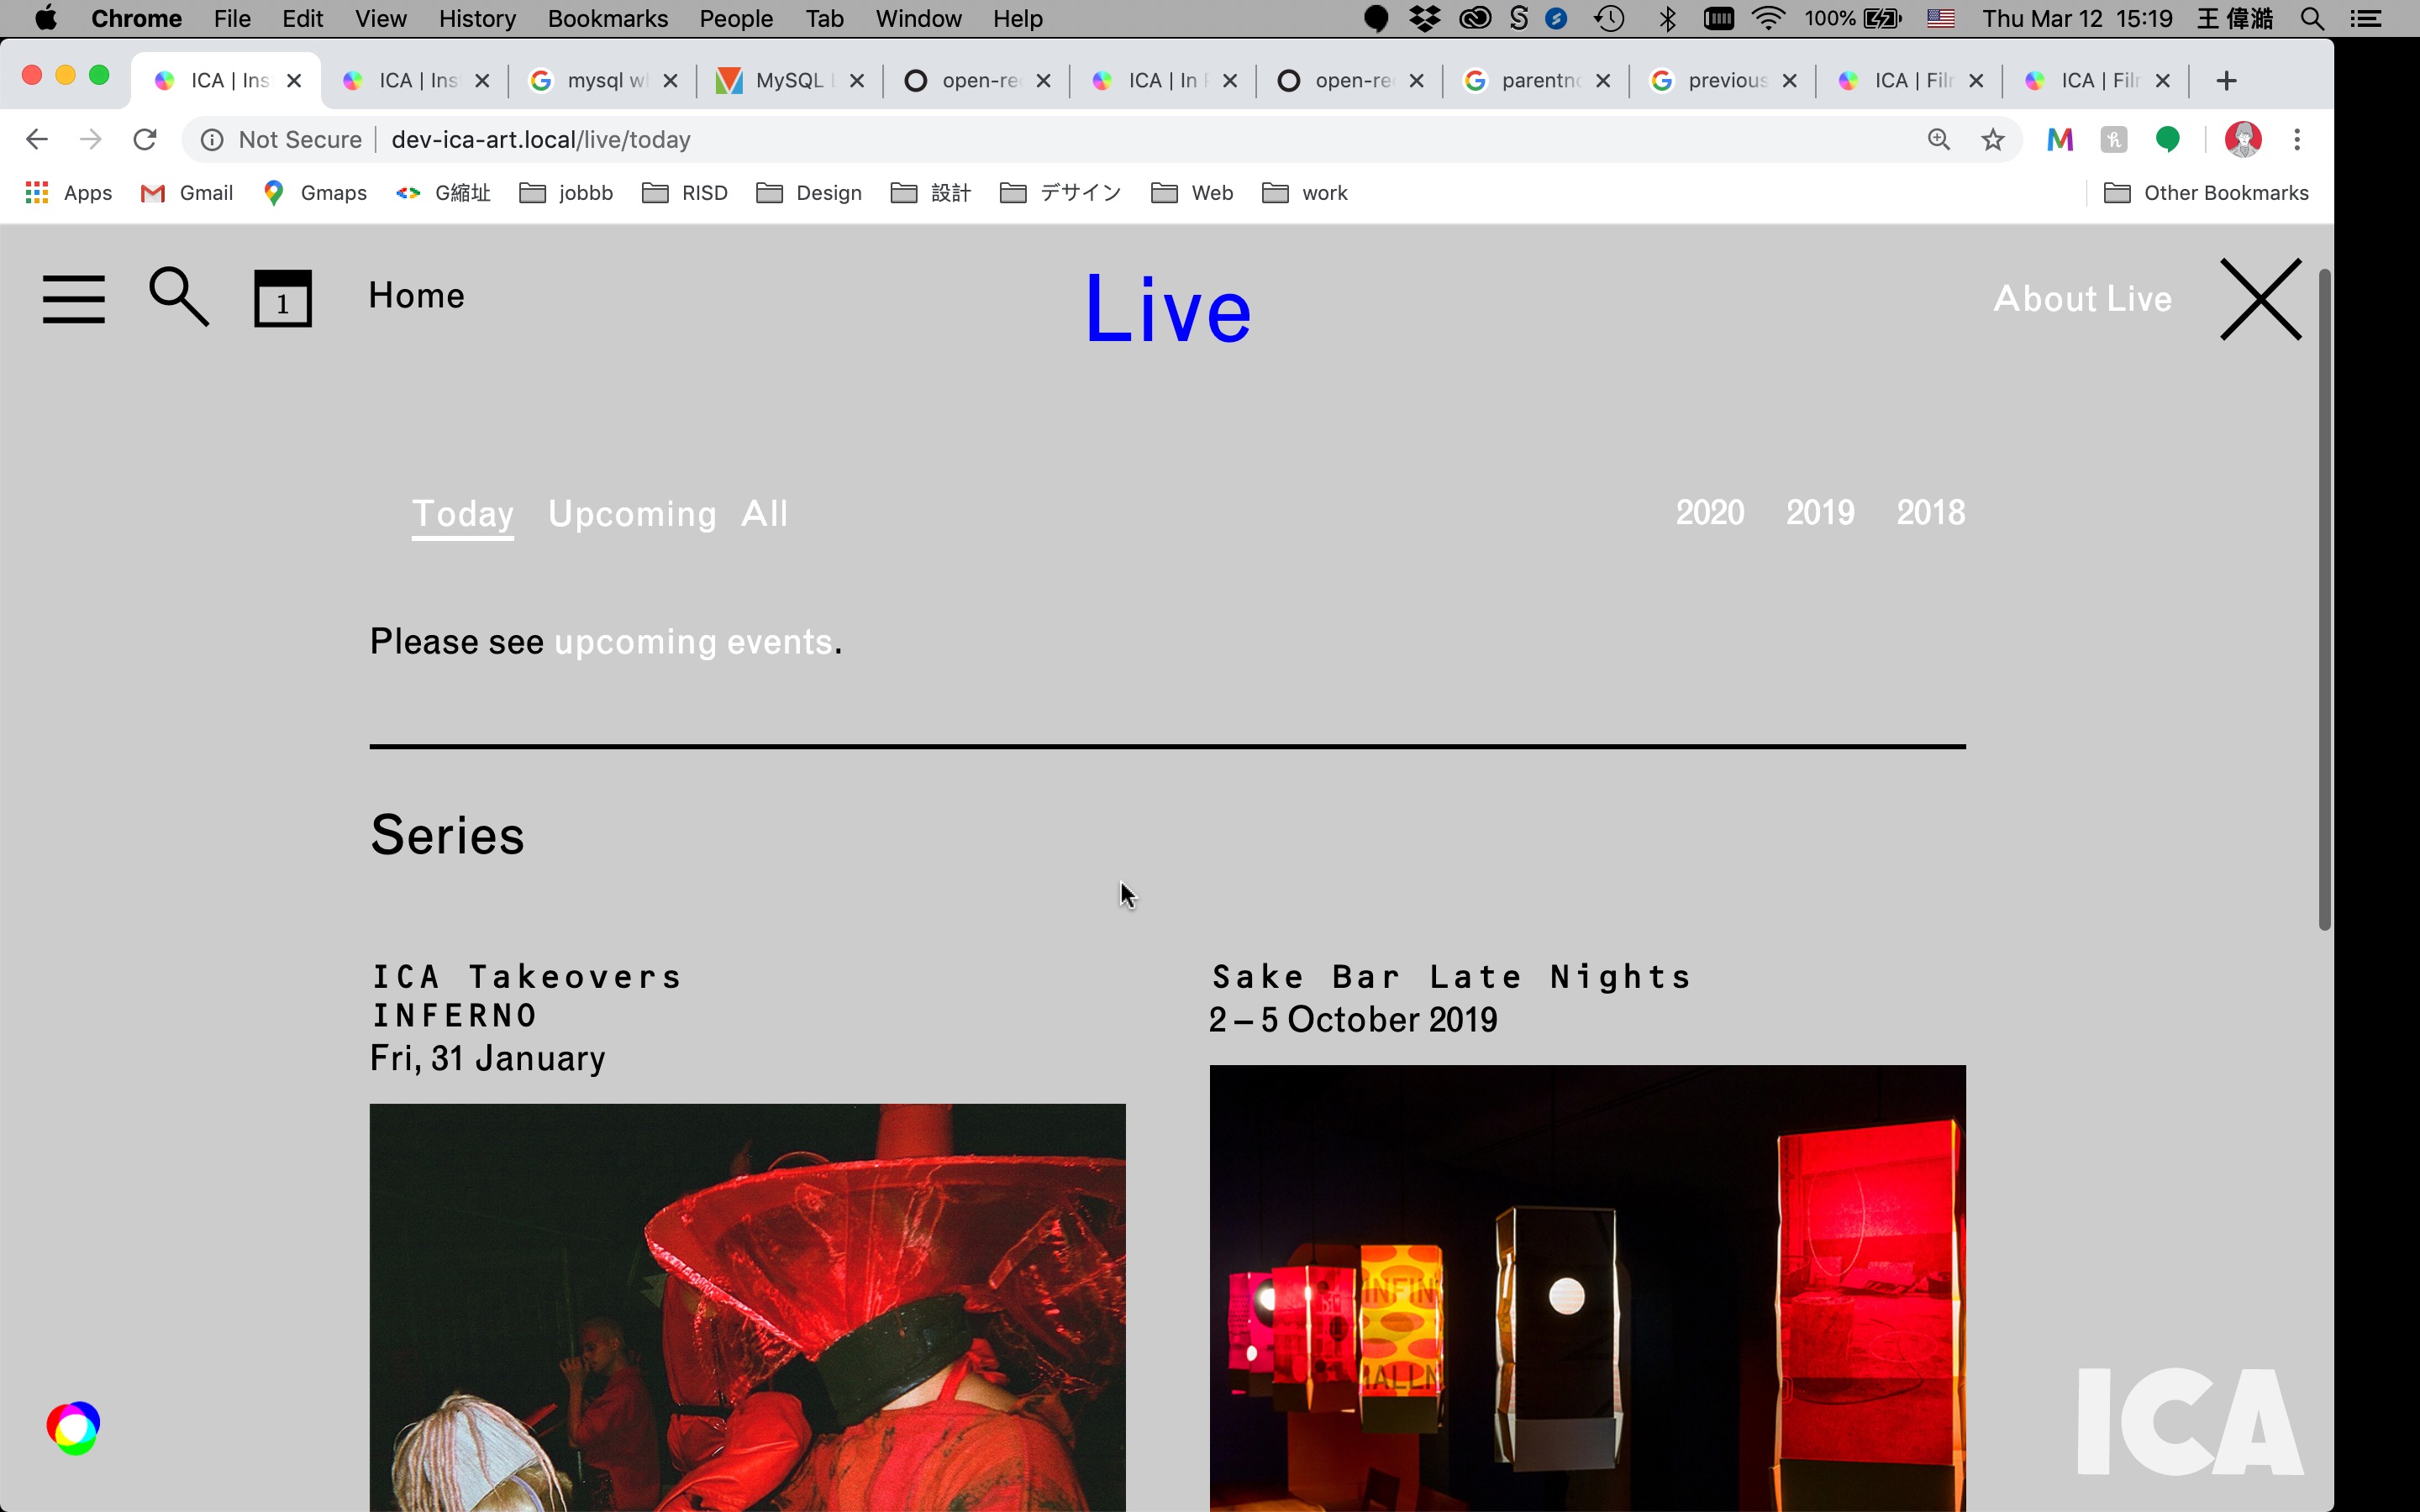 Chrome File Edit View History Bookmarks People Tab Window Help 100% Thu Mar 12 15:19 王 偉澔
ICA | Ins ICA | Ins mysql w MySQL open-re ICA | In open-re parentn previous ICA | Fil ICA | Fil
Not Secure dev-ica-art.local/live/today
Apps Gmail Gmaps G縮址 jobbb RISD Design 設計 デサイン Web work Other Bookmarks
1 Home Live About Live
Today Upcoming All 2020 2019 2018
Please see upcoming events.
Series
ICA Takeovers
INFERNO
Fri, 31 January
Sake Bar Late Nights
2 – 5 October 2019
ICA